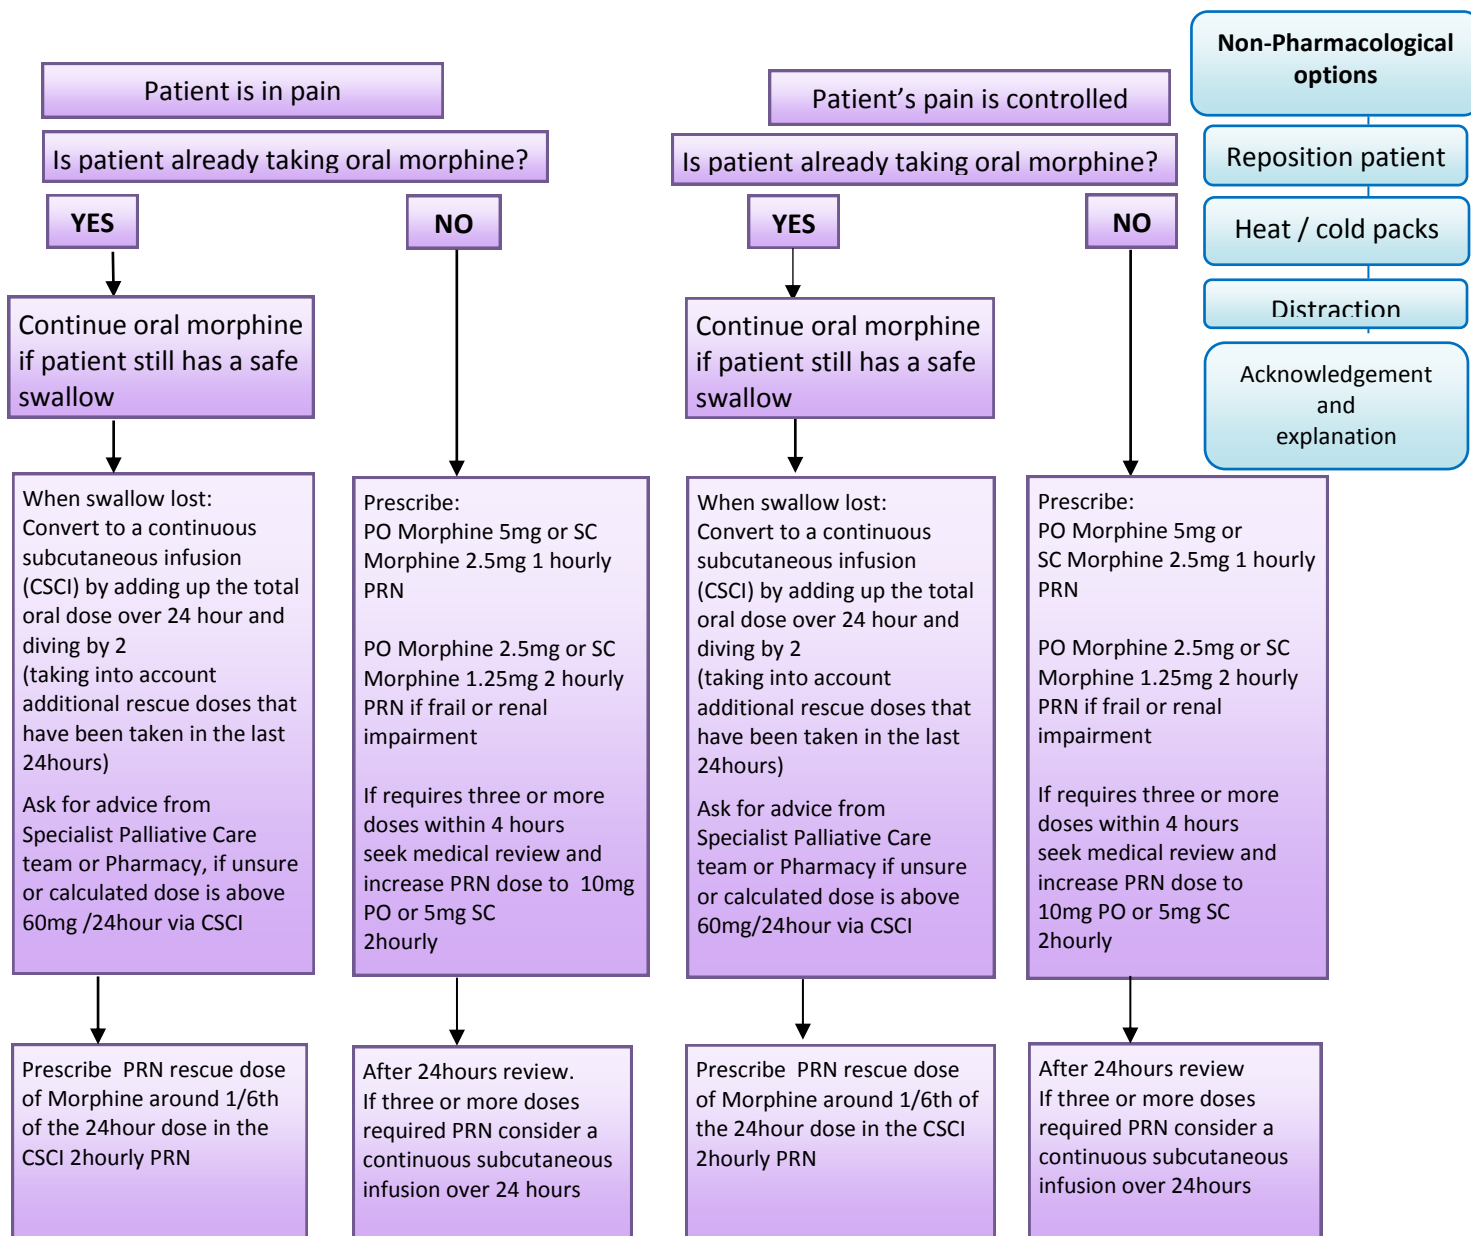 Patient is in pain
Is patient already taking oral morphine?
YES
NO
Continue oral morphine
if patient still has a safe
swallow
When swallow lost:
Convert to a continuous
subcutaneous infusion
(CSCI) by adding up the total
oral dose over 24 hour and
diving by 2
(taking into account
additional rescue doses that
have been taken in the last
24hours)
Ask for advice from
Specialist Palliative Care
team or Pharmacy, if unsure
or calculated dose is above
60mg /24hour via CSCI
Prescribe PRN rescue dose
of Morphine around 1/6th
of the 24hour dose in the
CSCI 2hourly PRN
Prescribe:
PO Morphine 5mg or SC
Morphine 2.5mg 1 hourly
PRN
PO Morphine 2.5mg or SC
Morphine 1.25mg 2 hourly
PRN if frail or renal
impairment
If requires three or more
doses within 4 hours
seek medical review and
increase PRN dose to 10mg
PO or 5mg SC
2hourly
After 24hours review.
If three or more doses
required PRN consider a
continuous subcutaneous
infusion over 24 hours
Patient's pain is controlled
Is patient already taking oral morphine?
YES
NO
Continue oral morphine
if patient still has a safe
swallow
When swallow lost:
Convert to a continuous
subcutaneous infusion
(CSCI) by adding up the total
oral dose over 24 hour and
diving by 2
(taking into account
additional rescue doses that
have been taken in the last
24hours)
Ask for advice from
Specialist Palliative Care
team or Pharmacy if unsure
or calculated dose is above
60mg/24hour via CSCI
Prescribe PRN rescue dose
of Morphine around 1/6th of
the 24hour dose in the CSCI
2hourly PRN
Prescribe:
PO Morphine 5mg or
SC Morphine 2.5mg 1 hourly
PRN
PO Morphine 2.5mg or SC
Morphine 1.25mg 2 hourly
PRN if frail or renal
impairment
If requires three or more
doses within 4 hours
seek medical review and
increase PRN dose to
10mg PO or 5mg SC
2hourly
After 24hours review
If three or more doses
required PRN consider a
continuous subcutaneous
infusion over 24hours
Non-Pharmacological
options
Reposition patient
Heat / cold packs
Distraction
Acknowledgement
and
explanation